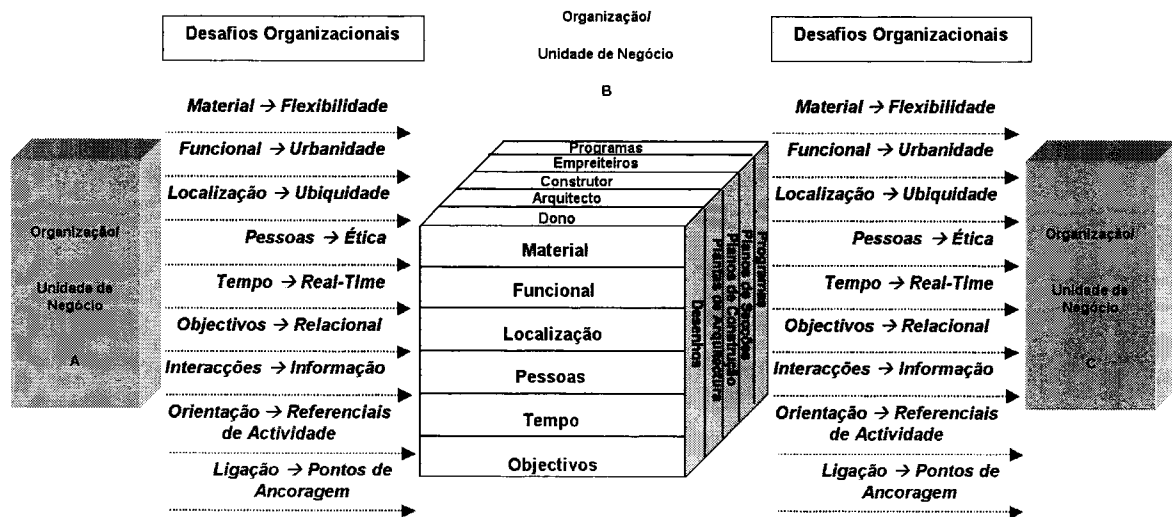 Desafios Organizacionais
Organização/
Unidade de Negócio
B
Desafios Organizacionais
Organização/
Unidade de
Negócio
A
Material → Flexibilidade
Funcional → Urbanidade
Localização → Ubiquidade
Pessoas → Ética
Tempo → Real-Time
Objectivos → Relacional
Interacções → Informação
Orientação → Referenciais
de Actividade
Ligação → Pontos de
Ancoragem
Programas
Empreiteiros
Construtor
Arquitecto
Dono
Material
Funcional
Localização
Pessoas
Tempo
Objectivos
Desenhos
Plantas de Arquitectura
Planos de Construção
Planos de Secções
Programas
Material → Flexibilidade
Funcional → Urbanidade
Localização → Ubiquidade
Pessoas → Ética
Tempo → Real-Time
Objectivos → Relacional
Interacções → Informação
Orientação → Referenciais
de Actividade
Ligação → Pontos de
Ancoragem
Organização/
Unidade de
Negócio
C